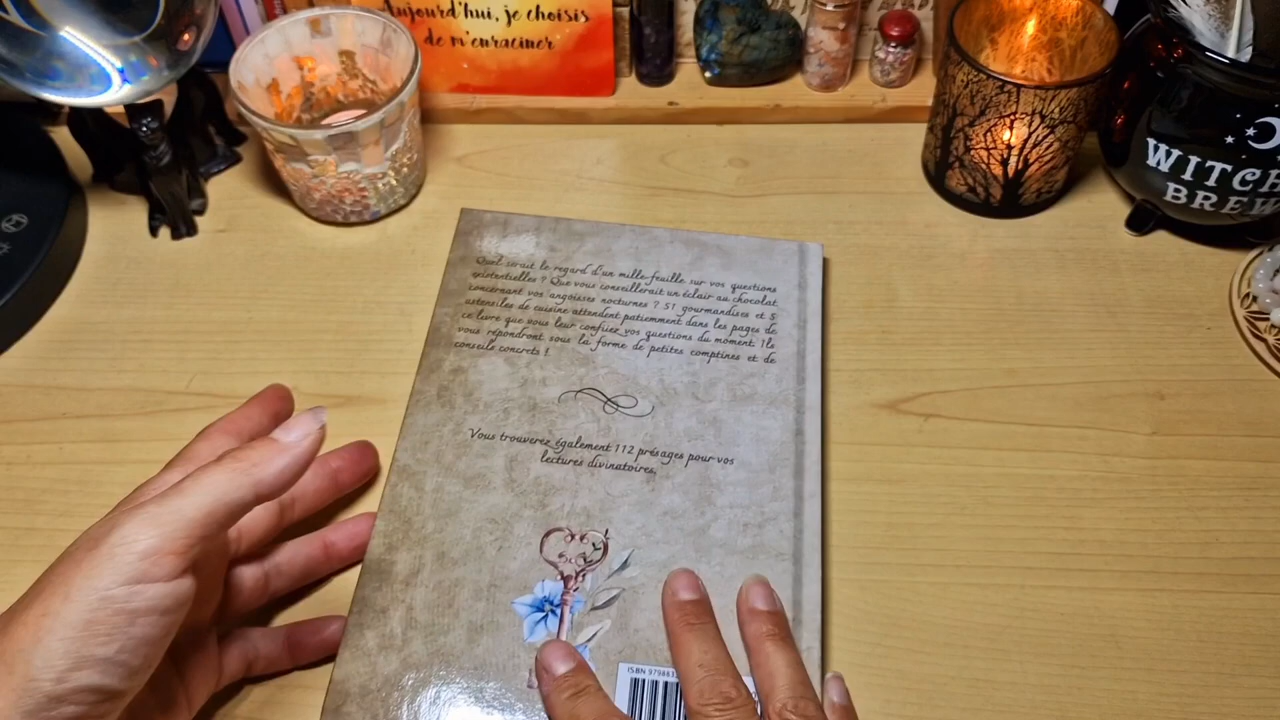 Aujourd'hui, je choisis
de m'enraciner
WITCH
BREW
Quel serait le regard d'un mille-feuille sur vos questions
existentielles ? Que vous conseillerait un éclair au chocolat
concernant vos angoisses nocturnes ? 51 gourmandises et 5
ustensiles de cuisine attendent patiemment dans les pages de
ce livre que vous leur confiiez vos questions du moment. Ils
vous répondront sous la forme de petites comptines et de
conseils concrets !
Vous trouverez également 112 présages pour vos
lectures divinatoires.
ISBN 97988